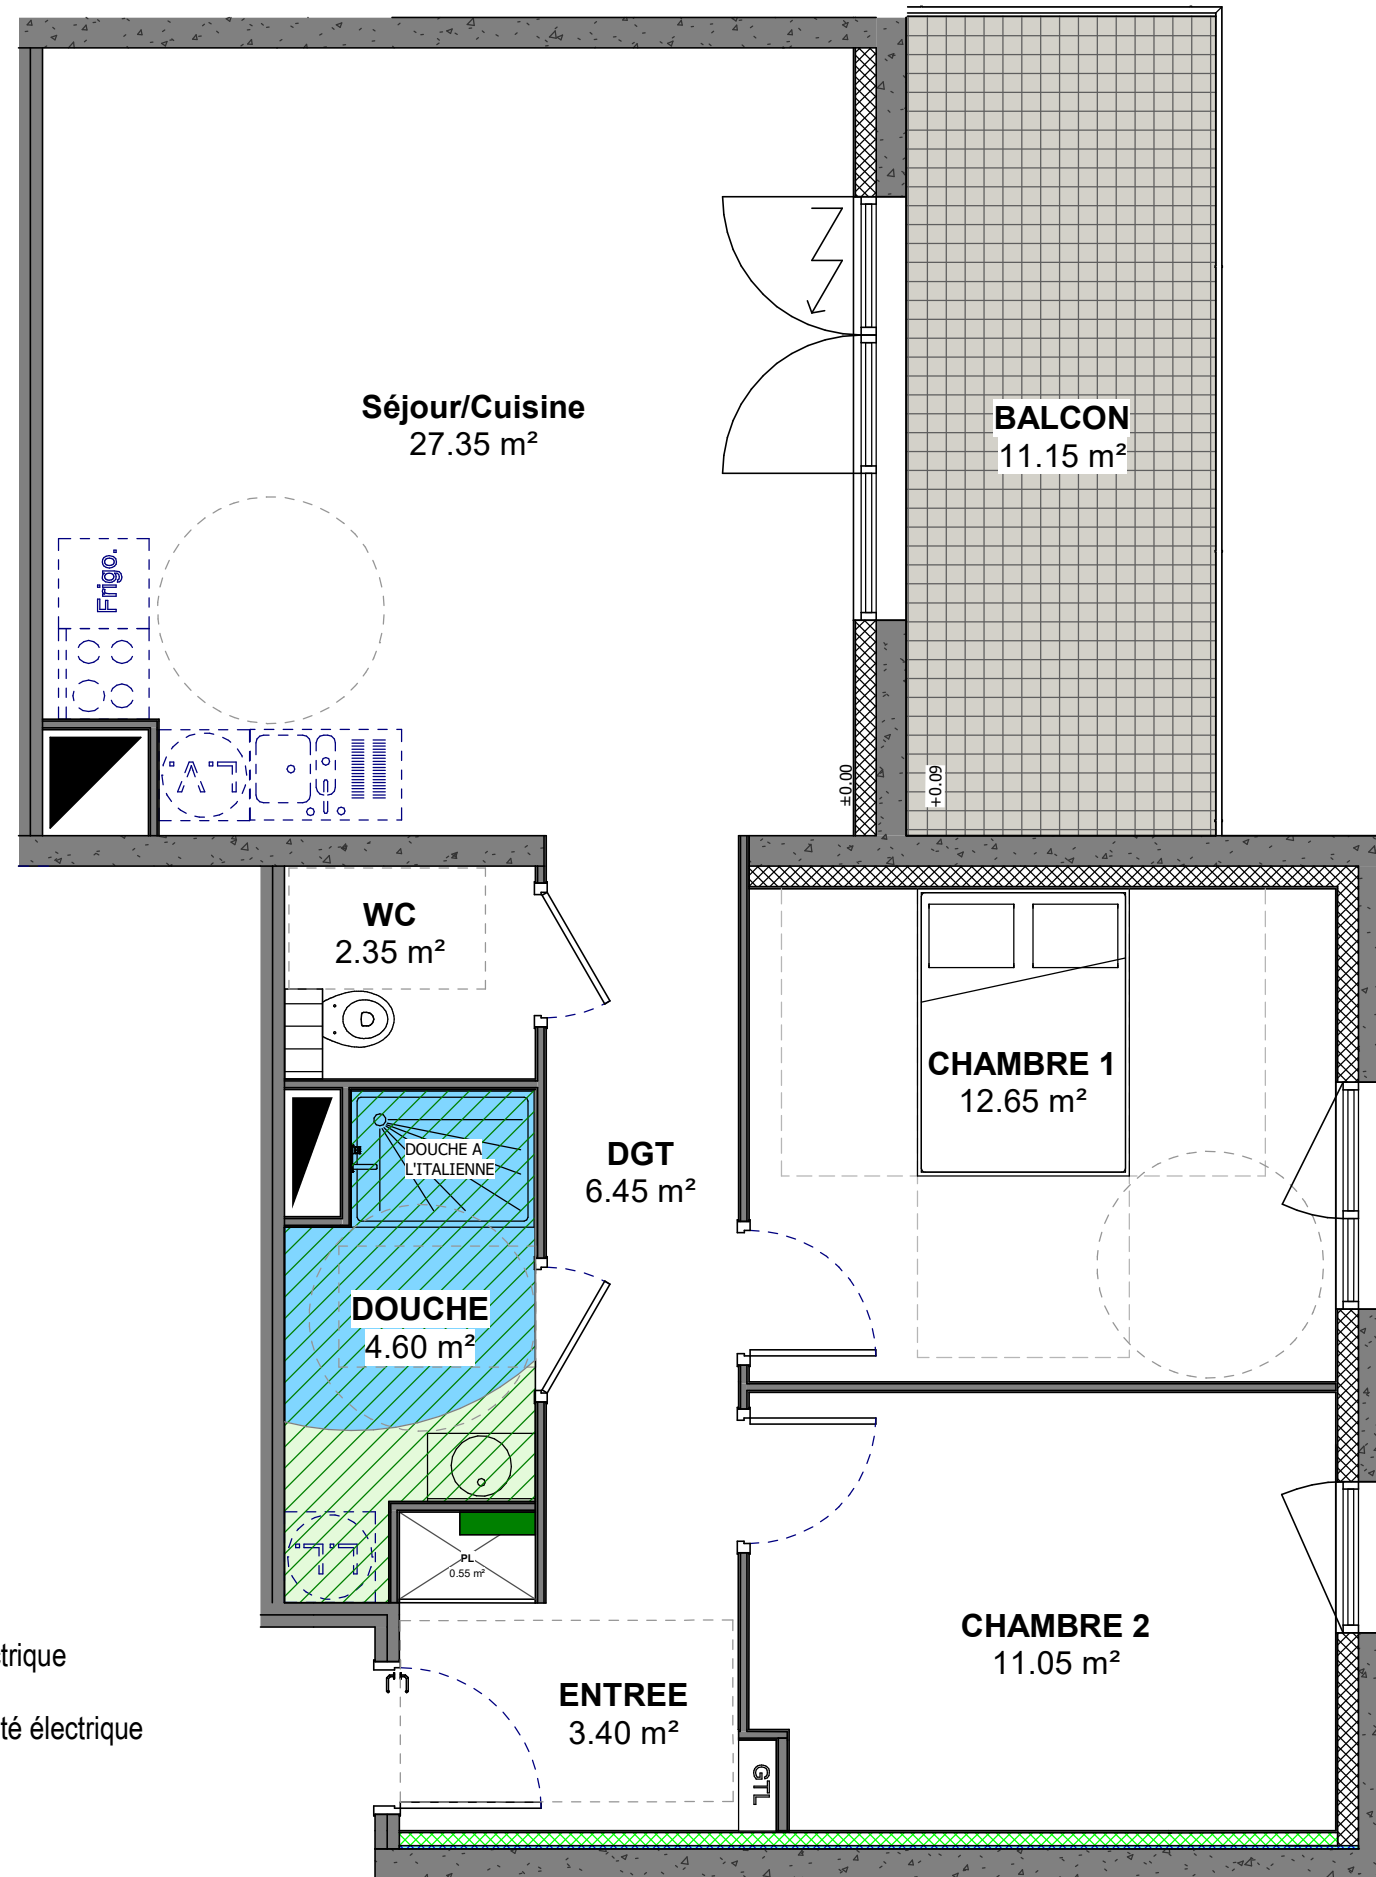 Séjour/Cuisine
27.35 m²
BALCON
11.15 m²
Frigo.
LV
±0.00
+0.09
WC
2.35 m²
CHAMBRE 1
12.65 m²
DOUCHE A
L'ITALIENNE
DGT
6.45 m²
DOUCHE
4.60 m²
LL
PL
0.55 m²
CHAMBRE 2
11.05 m²
trique
ENTREE
3.40 m²
té électrique
GTL